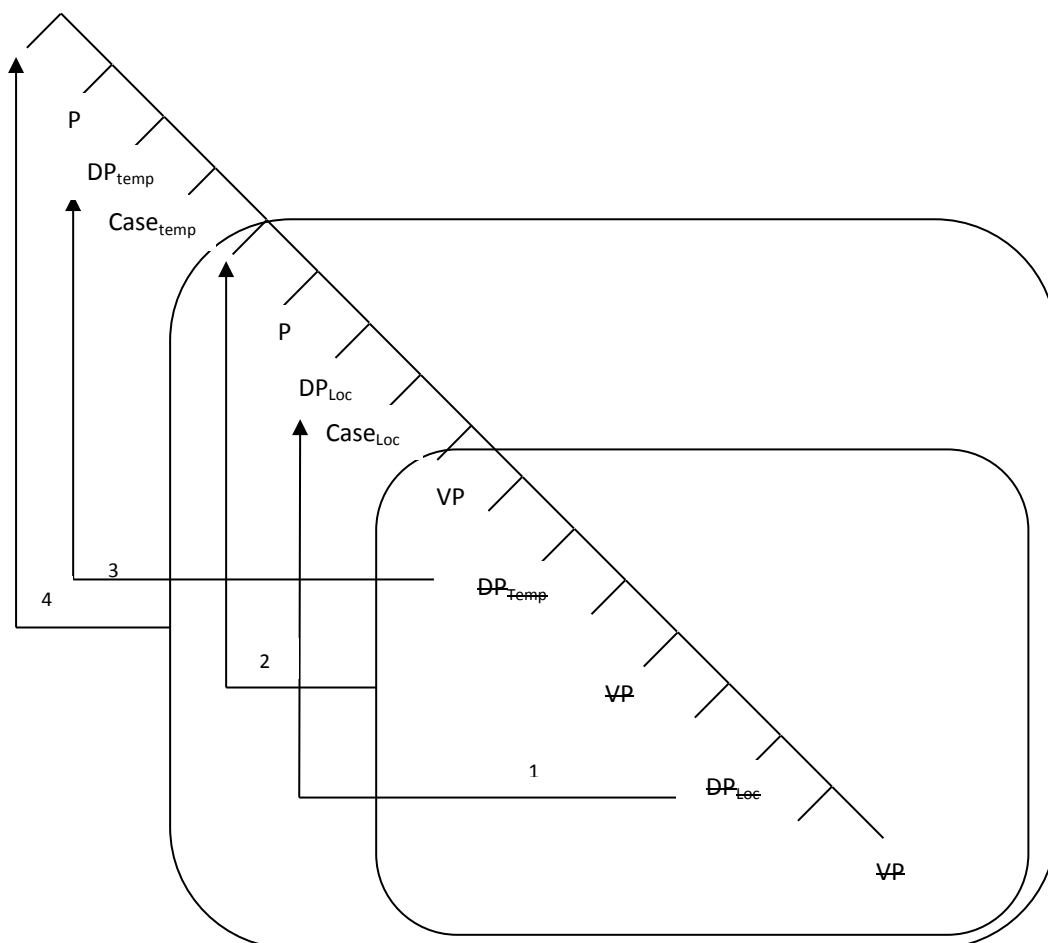 P
DPtemp
Casetemp
P
DPLoc
CaseLoc
VP
3
DPTemp
4
2
VP
1
DPLoc
VP